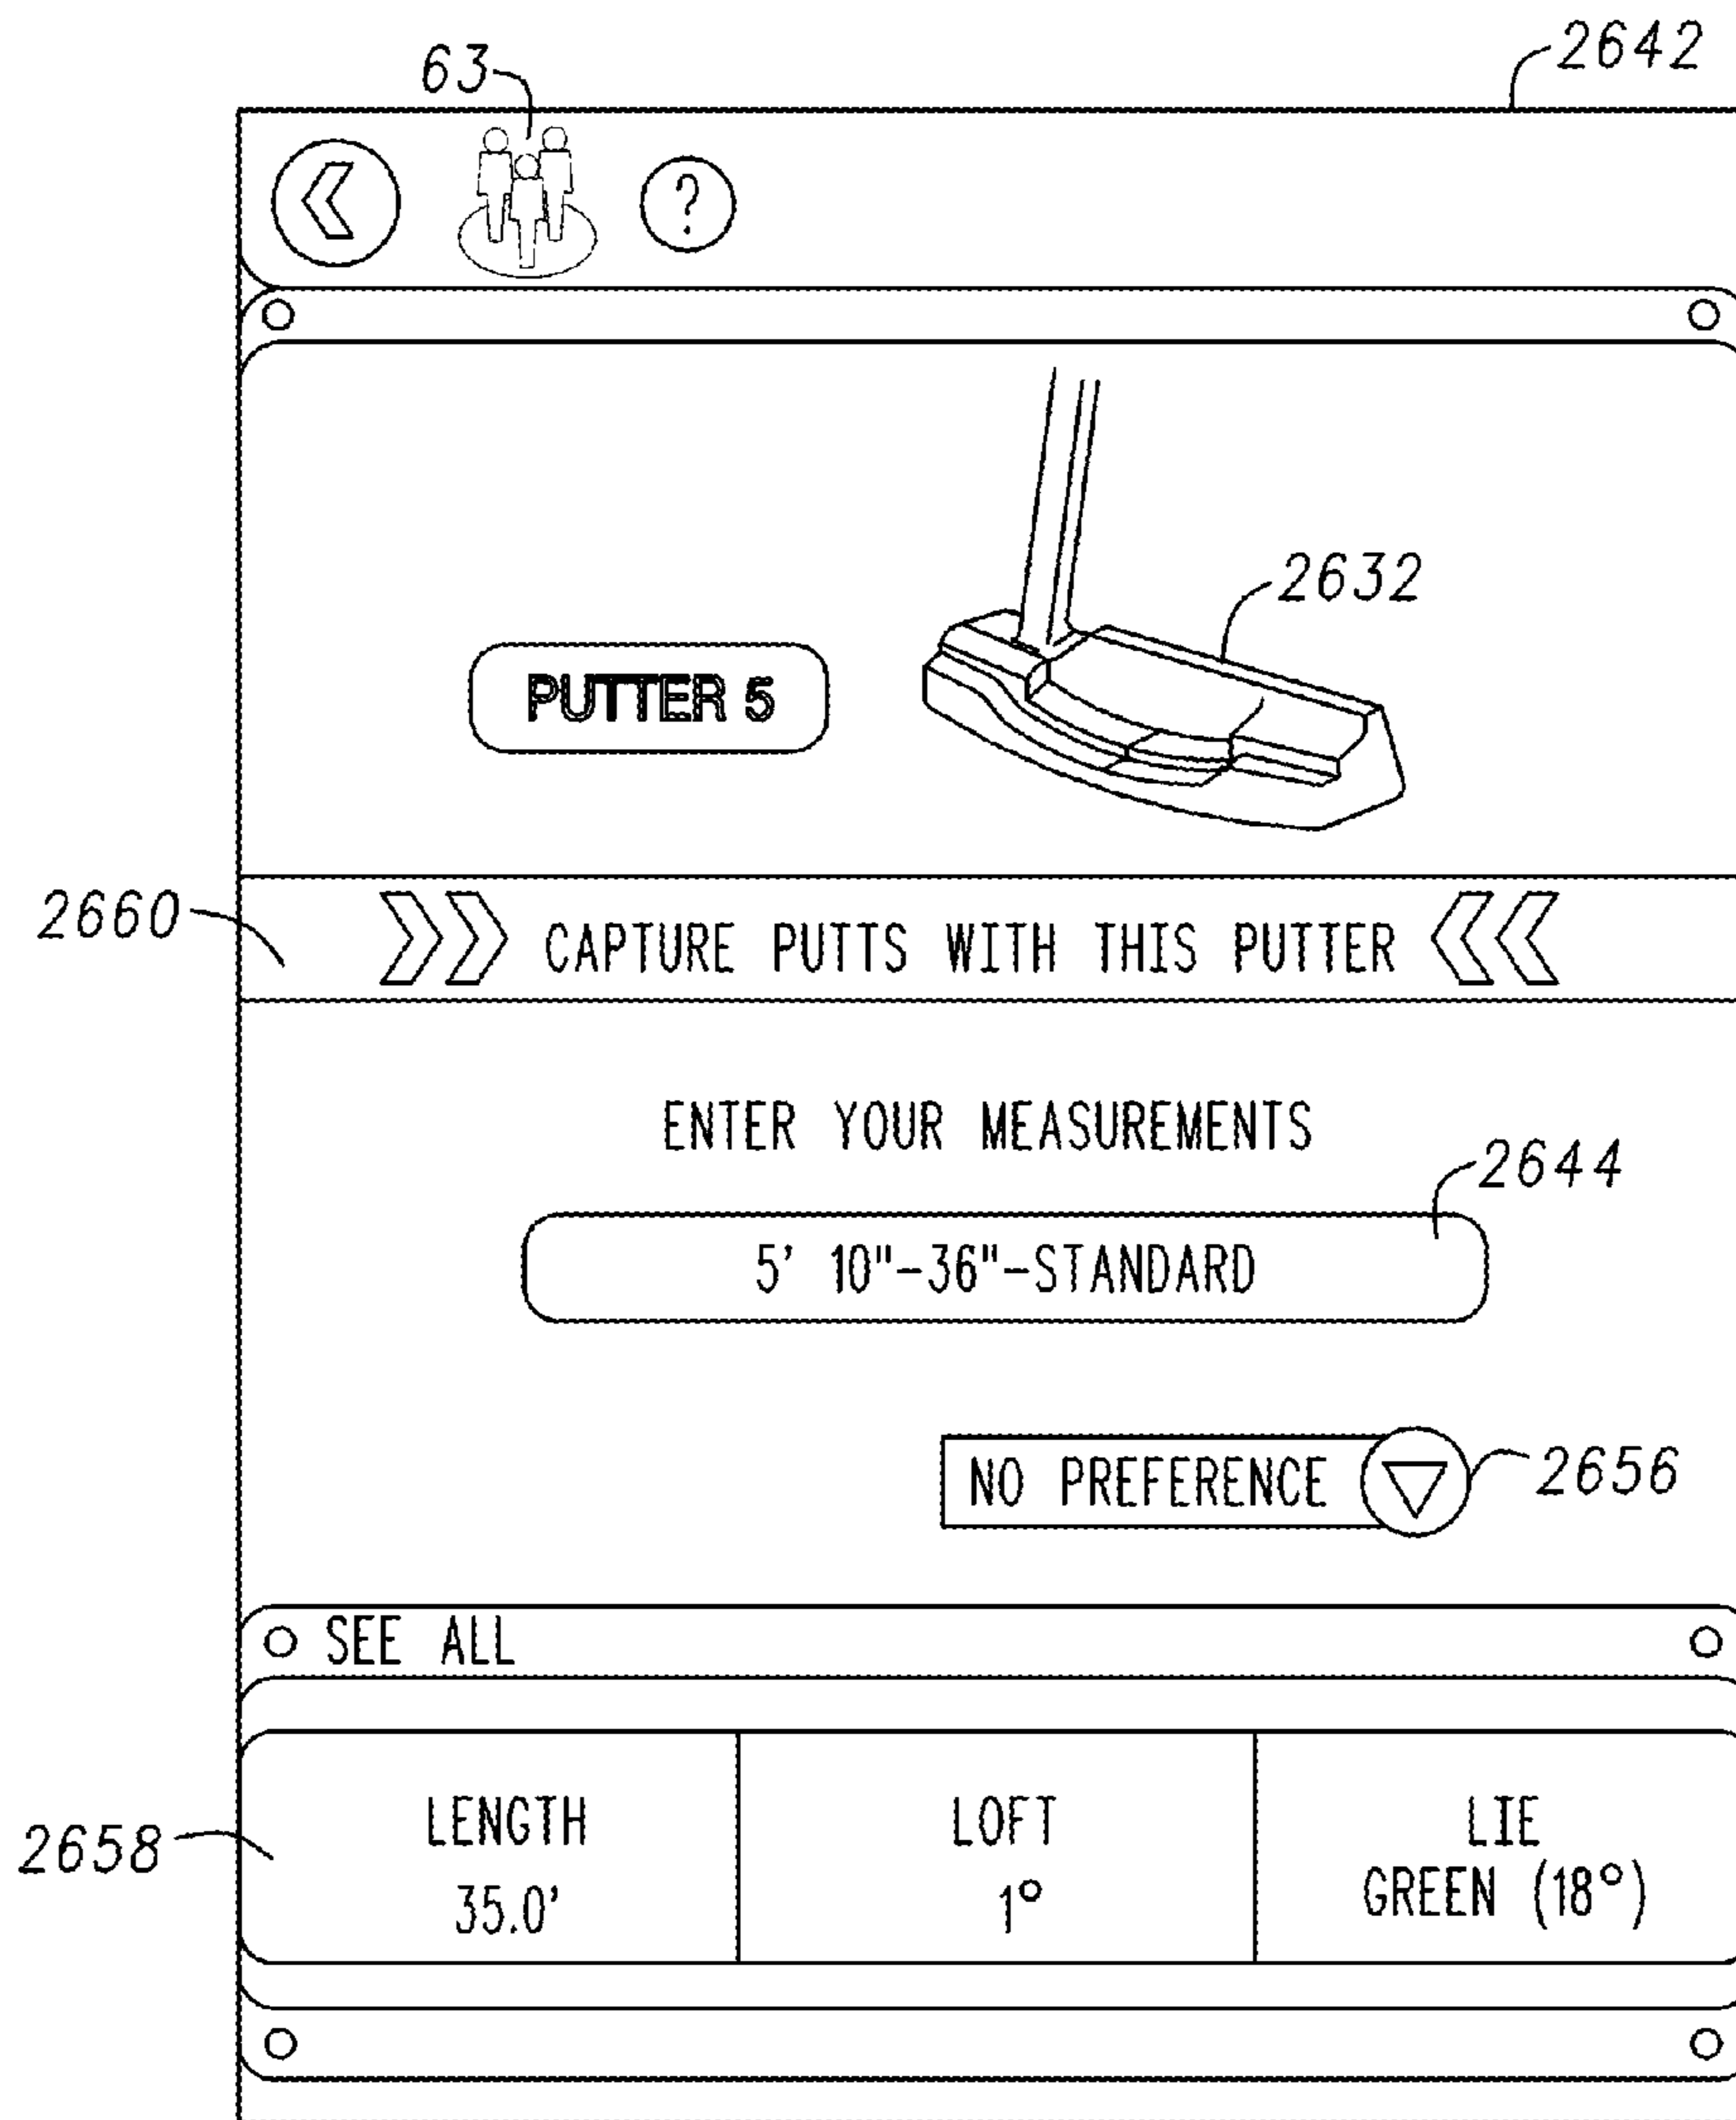 2642
63
?
2632
PUTTER 5
2660
CAPTURE PUTTS WITH THIS PUTTER
ENTER YOUR MEASUREMENTS
2644
5' 10"-36"-STANDARD
NO PREFERENCE
2656
SEE ALL
2658
LENGTH
35.0'
LOFT
1°
LIE
GREEN (18°)